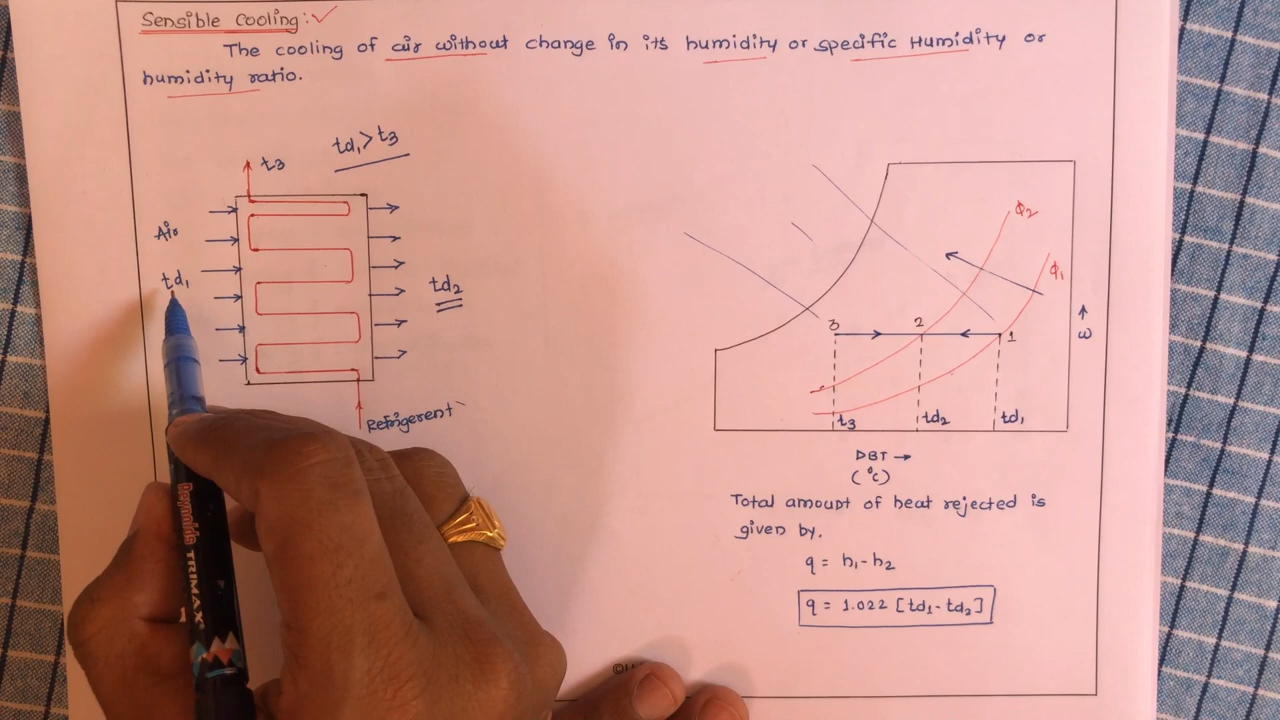 Sensible Cooling:
The cooling of air without change in its humidity or specific Humidity or
humidity ratio.
td₁ > t₃
t₃
Air
td₁
td₂
Refrigerent
ϕ₂
ϕ₁
3 2 1
ω
t₃ td₂ td₁
DBT →
(°C)
Total amount of heat rejected is
given by.
q = h₁-h₂
q = 1.022 [td₁-td₂]
Reynolds TRIMAX